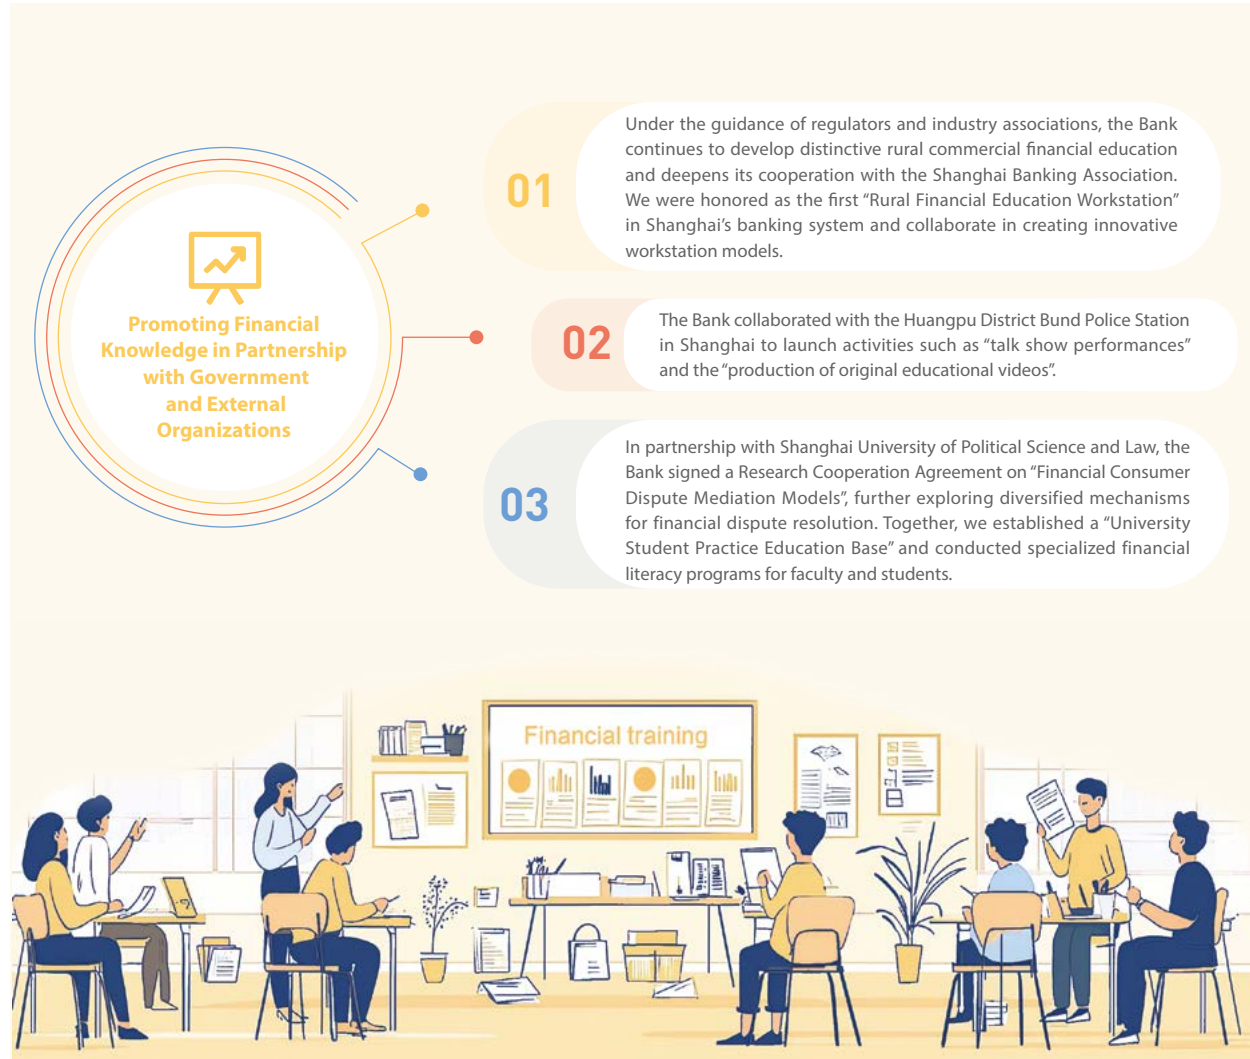 Promoting Financial
Knowledge in Partnership
with Government
and External
Organizations
01
Under the guidance of regulators and industry associations, the Bank
continues to develop distinctive rural commercial financial education
and deepens its cooperation with the Shanghai Banking Association.
We were honored as the first “Rural Financial Education Workstation”
in Shanghai’s banking system and collaborate in creating innovative
workstation models.
02
The Bank collaborated with the Huangpu District Bund Police Station
in Shanghai to launch activities such as “talk show performances”
and the “production of original educational videos”.
03
In partnership with Shanghai University of Political Science and Law, the
Bank signed a Research Cooperation Agreement on “Financial Consumer
Dispute Mediation Models”, further exploring diversified mechanisms
for financial dispute resolution. Together, we established a “University
Student Practice Education Base” and conducted specialized financial
literacy programs for faculty and students.
Financial training